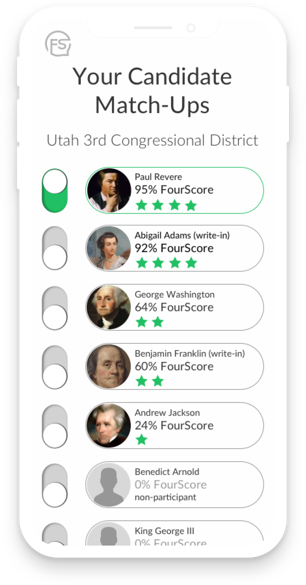 FS
Your Candidate
Match-Ups
Utah 3rd Congressional District
Paul Revere
95% FourScore
Abigail Adams (write-in)
92% FourScore
George Washington
64% FourScore
Benjamin Franklin (write-in)
60% FourScore
Andrew Jackson
24% FourScore
Benedict Arnold
0% FourScore
non-participant
King George III
0% FourScore